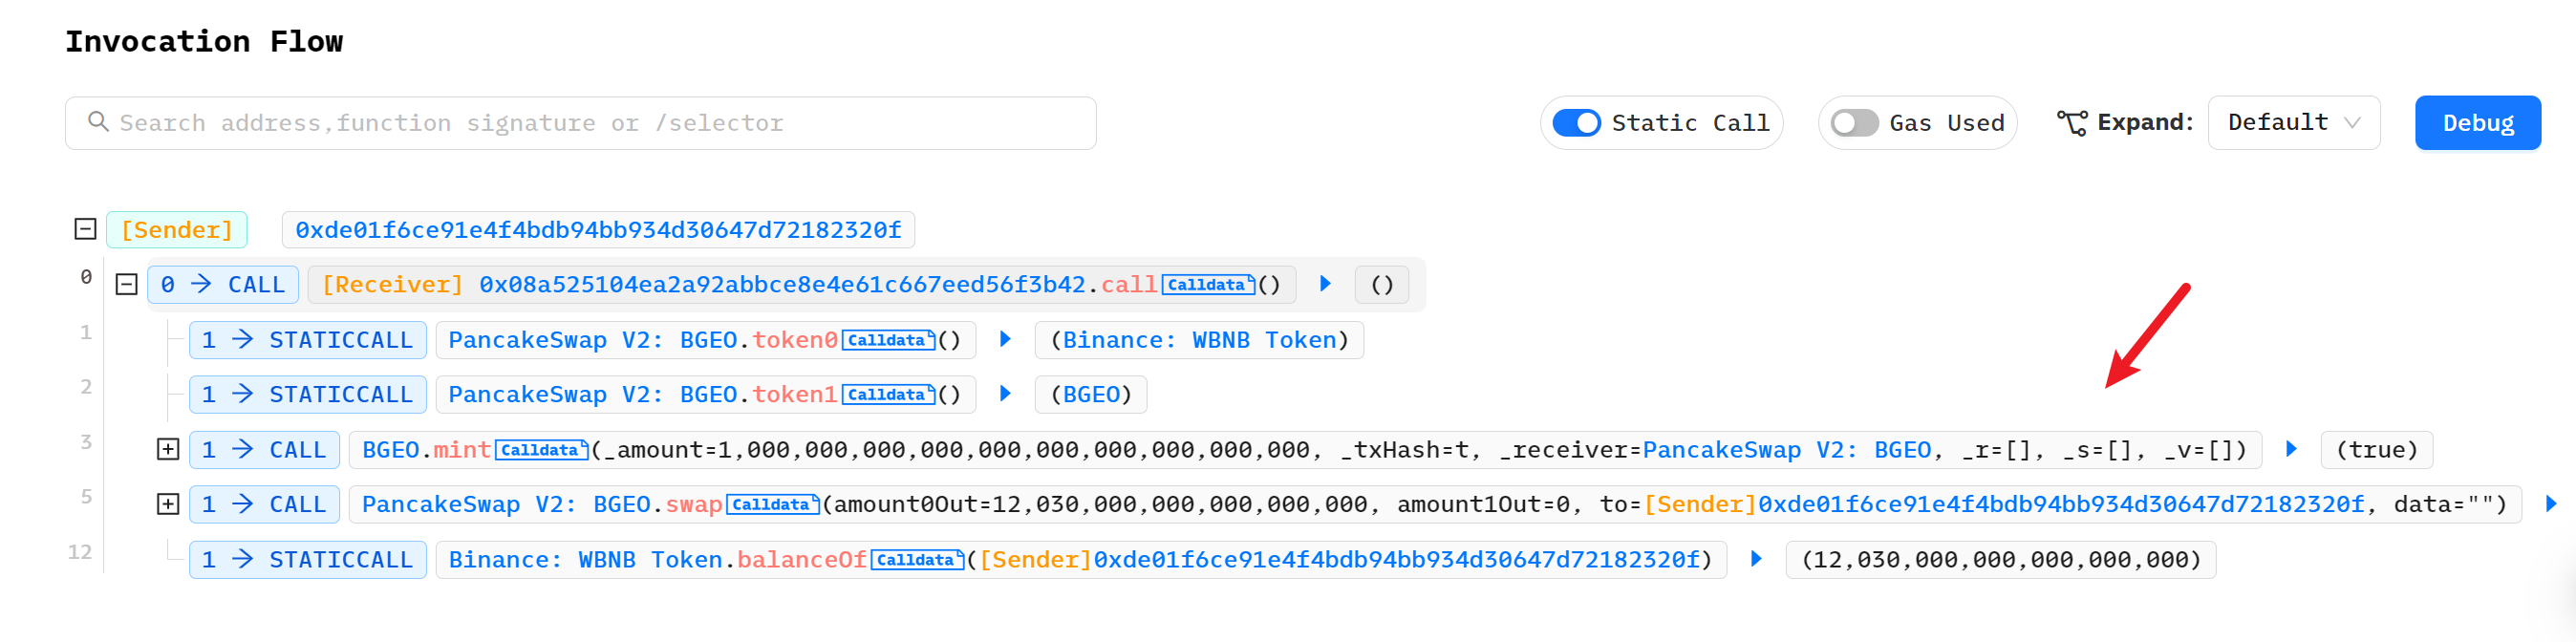 Invocation Flow
Search address,function signature or /selector Static Call Gas Used Expand: Default Debug
[Sender] 0xde01f6ce91e4f4bdb94bb934d30647d72182320f
0 0 → CALL [Receiver] 0x08a525104ea2a92abbce8e4e61c667eed56f3b42.call Calldata () ()
1 1 → STATICCALL PancakeSwap V2: BGEO.token0 Calldata () (Binance: WBNB Token)
2 1 → STATICCALL PancakeSwap V2: BGEO.token1 Calldata () (BGEO)
3 1 → CALL BGEO.mint Calldata (_amount=1,000,000,000,000,000,000,000,000,000,000, _txHash=t, _receiver=PancakeSwap V2: BGEO, _r=[], _s=[], _v=[]) (true)
5 1 → CALL PancakeSwap V2: BGEO.swap Calldata (amount0Out=12,030,000,000,000,000,000, amount1Out=0, to=[Sender]0xde01f6ce91e4f4bdb94bb934d30647d72182320f, data="")
12 1 → STATICCALL Binance: WBNB Token.balanceOf Calldata ([Sender]0xde01f6ce91e4f4bdb94bb934d30647d72182320f) (12,030,000,000,000,000,000)